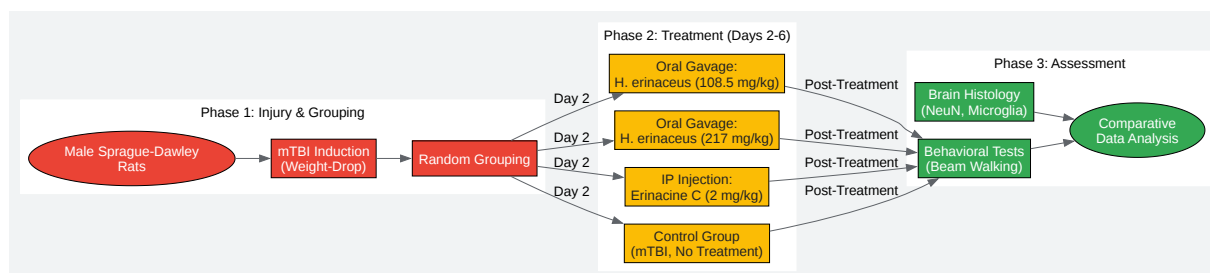 Phase 1: Injury & Grouping
Male Sprague-Dawley
Rats
mTBI Induction
(Weight-Drop)
Random Grouping
Day 2
Day 2
Day 2
Day 2
Phase 2: Treatment (Days 2-6)
Oral Gavage:
H. erinaceus (108.5 mg/kg)
Oral Gavage:
H. erinaceus (217 mg/kg)
IP Injection:
Erinacine C (2 mg/kg)
Control Group
(mTBI, No Treatment)
Post-Treatment
Post-Treatment
Post-Treatment
Post-Treatment
Phase 3: Assessment
Brain Histology
(NeuN, Microglia)
Behavioral Tests
(Beam Walking)
Comparative
Data Analysis